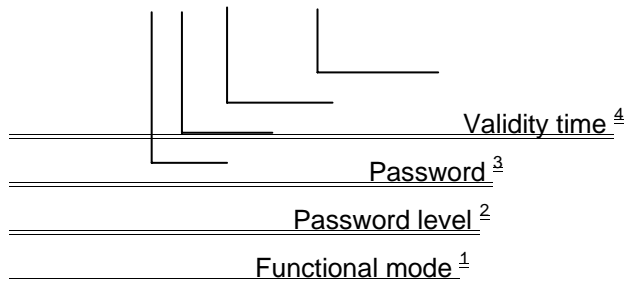 Validity time 4
Password 3
Password level 2
Functional mode 1